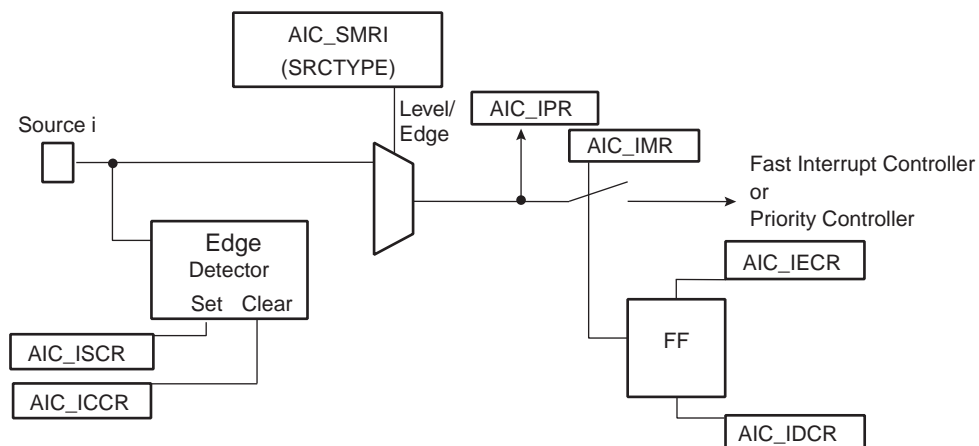 AIC_SMRI
(SRCTYPE)
Source i
Level/
Edge
AIC_IPR
AIC_IMR
Fast Interrupt Controller
or
Priority Controller
Edge
Detector
Set Clear
AIC_IECR
FF
AIC_ISCR
AIC_ICCR
AIC_IDCR